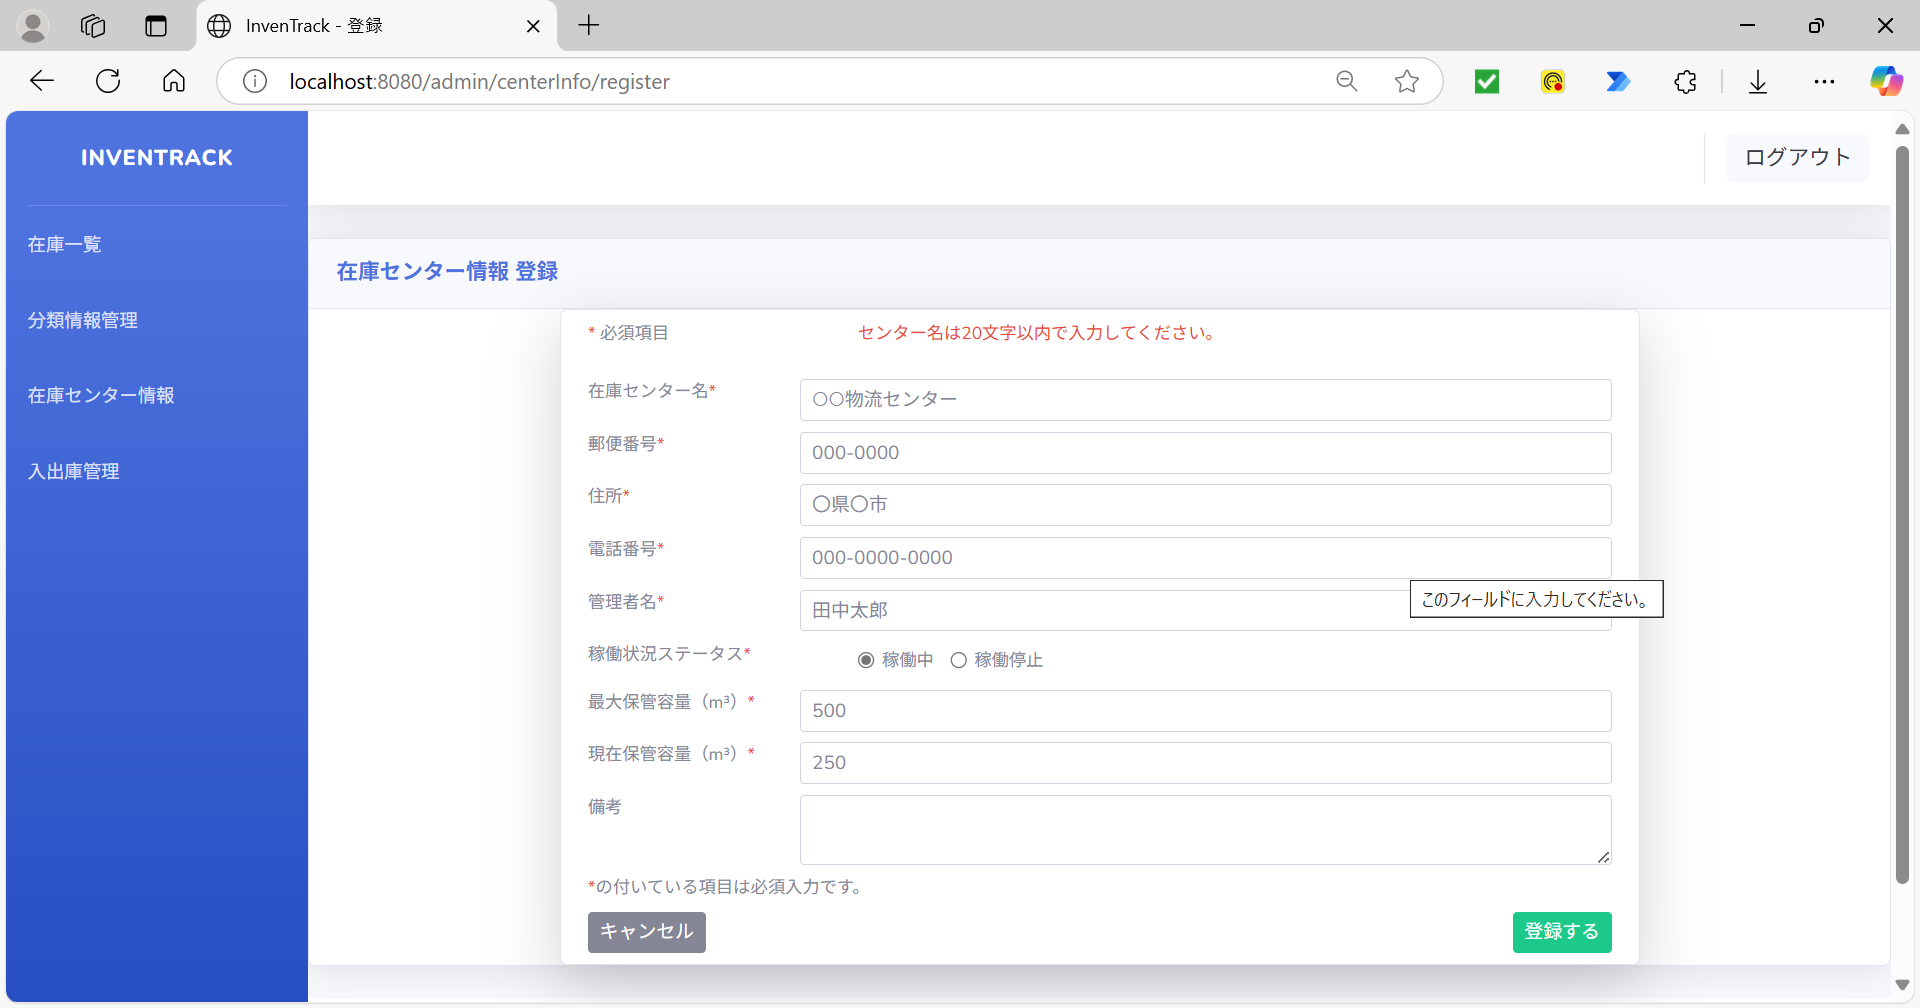 InvenTrack - 登録
localhost:8080/admin/centerInfo/register
INVENTRACK
ログアウト
在庫一覧
分類情報管理
在庫センター情報
入出庫管理
在庫センター情報 登録
* 必須項目
センター名は20文字以内で入力してください。
在庫センター名*
○○物流センター
郵便番号*
000-0000
住所*
〇県〇市
電話番号*
000-0000-0000
管理者名*
田中太郎
このフィールドに入力してください。
稼働状況ステータス*
稼働中
稼働停止
最大保管容量（m³）*
500
現在保管容量（m³）*
250
備考
*の付いている項目は必須入力です。
キャンセル
登録する